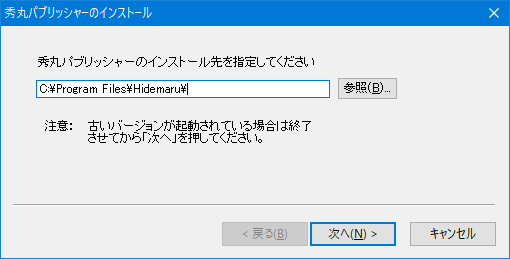 秀丸パブリッシャーのインストール
秀丸パブリッシャーのインストール先を指定してください
C:¥Program Files¥Hidemaru¥
参照(B)...
注意: 古いバージョンが起動されている場合は終了
させてから「次へ」を押してください。
< 戻る(B)
次へ(N) >
キャンセル